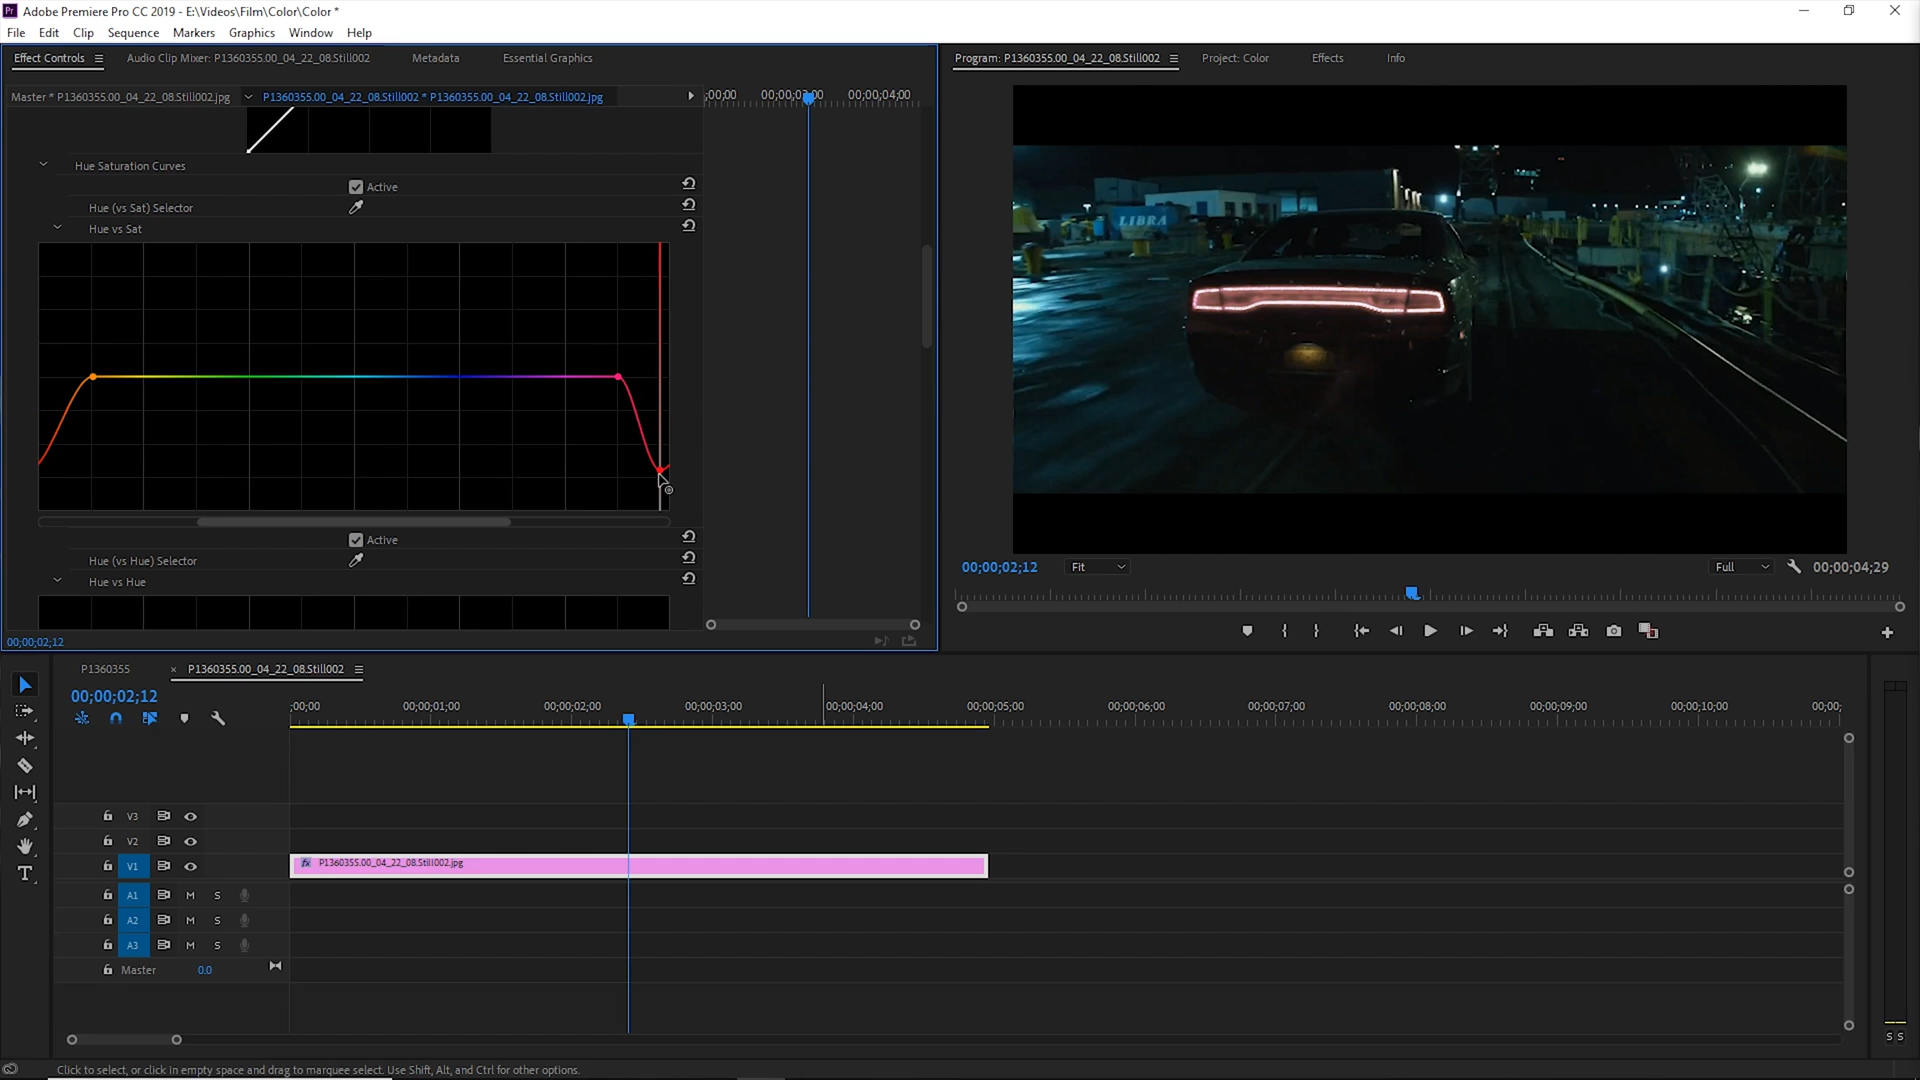 Pr Adobe Premiere Pro CC 2019 - E:\Videos\Film\Color\Color *
File Edit Clip Sequence Markers Graphics Window Help
Effect Controls Audio Clip Mixer: P1360355.00_04_22_08.Still002 Metadata Essential Graphics
Program: P1360355.00_04_22_08.Still002 Project: Color Effects Info
Master * P1360355.00_04_22_08.Still002.jpg P1360355.00_04_22_08.Still002 * P1360355.00_04_22_08.Still002.jpg
;00;00 00;00;02;00 00;00;04;00
Hue Saturation Curves
Active
Hue (vs Sat) Selector
Hue vs Sat
LIBRA
Active
Hue (vs Hue) Selector
Hue vs Hue
00;00;02;12 Fit Full 00;00;04;29
00;00;02;12
P1360355 × P1360355.00_04_22_08.Still002
00;00;02;12
;00;00 00;00;01;00 00;00;02;00 00;00;03;00 00;00;04;00 00;00;05;00 00;00;06;00 00;00;07;00 00;00;08;00 00;00;09;00 00;00;10;00 00;00;
V3
V2
V1 fx P1360355.00_04_22_08.Still002.jpg
A1 M S
A2 M S
A3 M S
Master 0.0
S S
Click to select, or click in empty space and drag to marquee select. Use Shift, Alt, and Ctrl for other options.